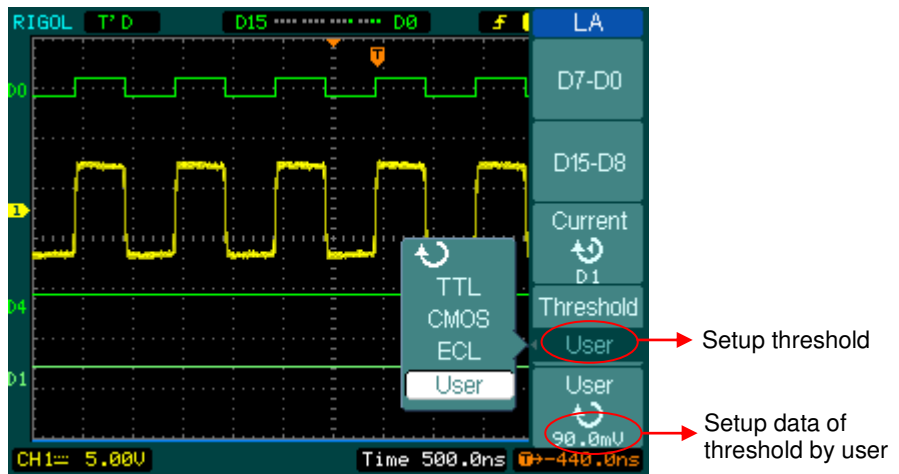 RIGOL T'D D15 D0 LA
D7-D0
D0
D15-D8
1
Current
D1
TTL
CMOS
ECL
User
D4
Threshold
User
Setup threshold
D1
User
90.0mV
Setup data of
threshold by user
CH1 5.00V Time 500.0ns T→-440.0ns
T